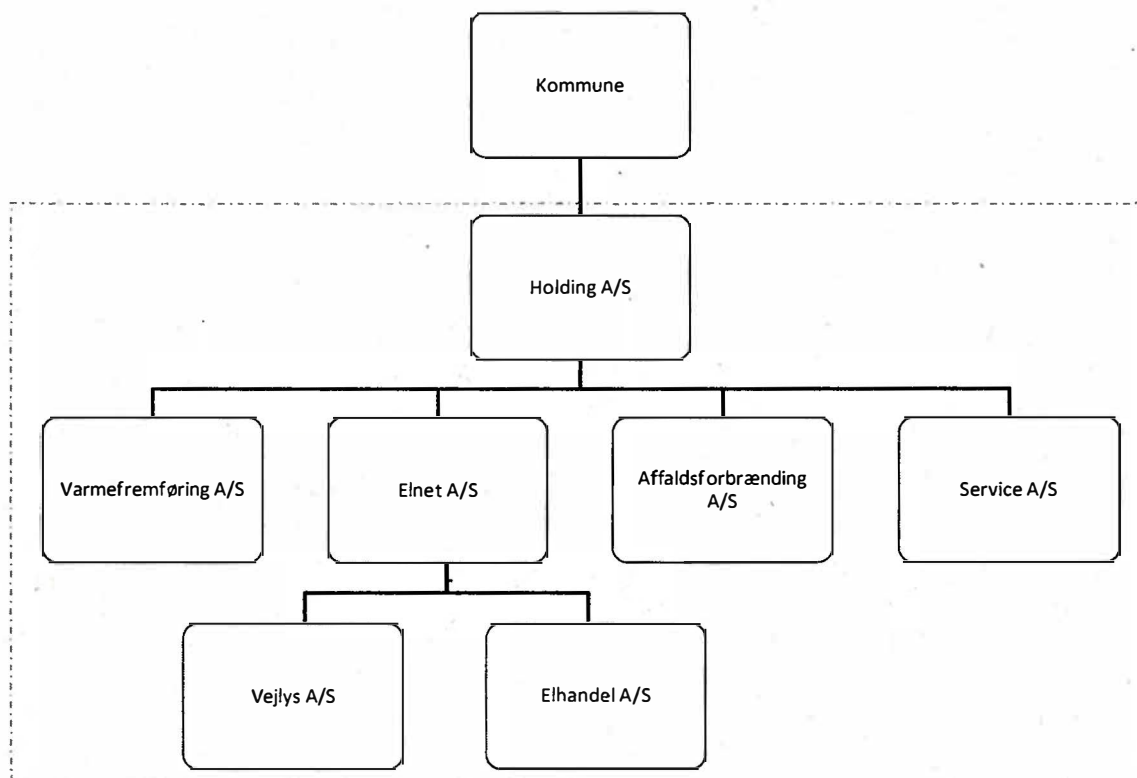 Kommune
Holding A/S
Varmefremføring A/S
Elnet A/S
Affaldsforbrænding
A/S
Service A/S
Vejlys A/S
Elhandel A/S